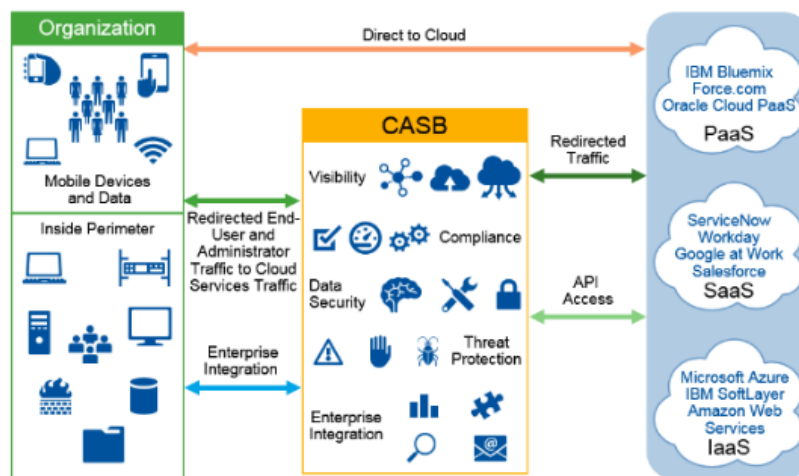 Organization
Mobile Devices
and Data
Inside Perimeter
Direct to Cloud
Redirected End-
User and
Administrator
Traffic to Cloud
Services Traffic
Enterprise
Integration
CASB
Visibility
Compliance
Data
Security
Threat
Protection
Enterprise
Integration
@
Redirected
Traffic
API
Access
IBM Bluemix
Force.com
Oracle Cloud PaaS
PaaS
ServiceNow
Workday
Google at Work
Salesforce
SaaS
Microsoft Azure
IBM SoftLayer
Amazon Web
Services
IaaS